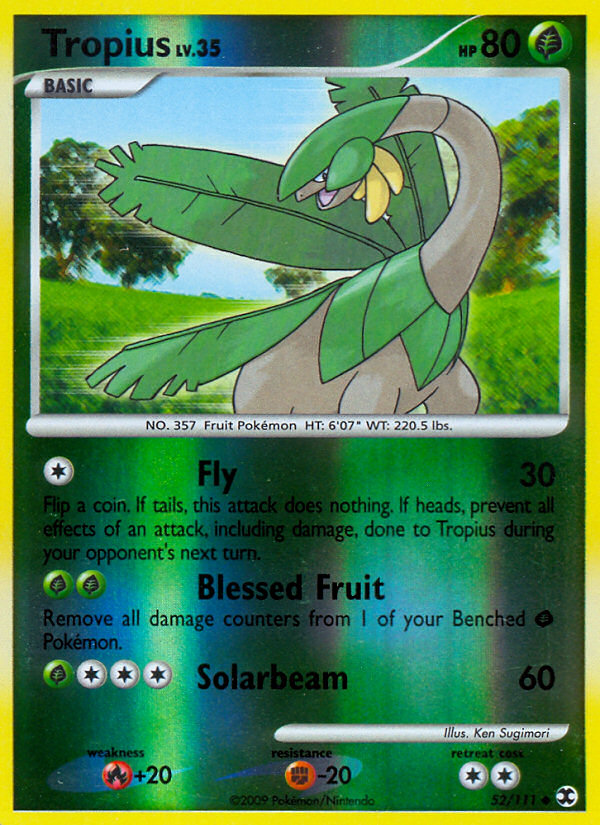 Tropius LV.35 HP 80
BASIC
NO. 357 Fruit Pokémon HT: 6'07" WT: 220.5 lbs.
Fly 30
Flip a coin. If tails, this attack does nothing. If heads, prevent all
effects of an attack, including damage, done to Tropius during
your opponent's next turn.
Blessed Fruit
Remove all damage counters from 1 of your Benched
Pokémon.
Solarbeam 60
Illus. Ken Sugimori
weakness resistance retreat cost
+20 -20
©2009 Pokémon/Nintendo 52/111